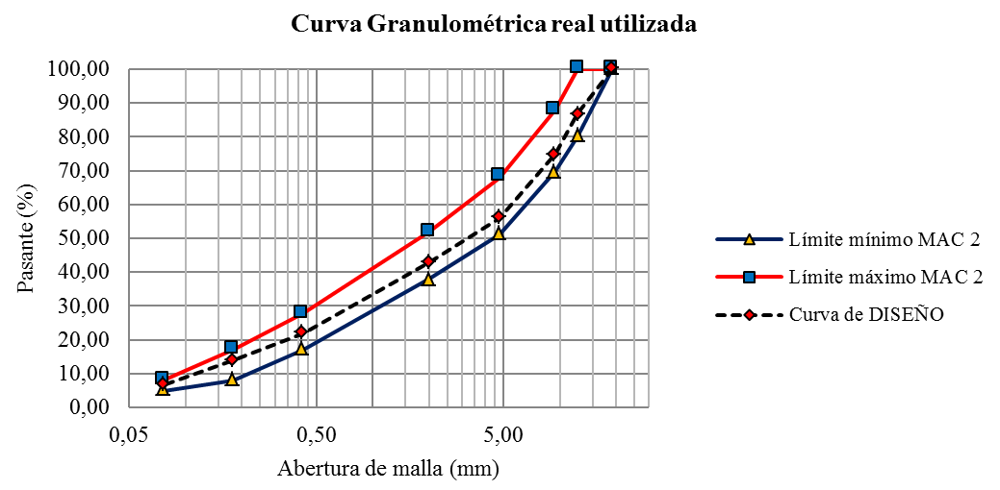 Curva Granulométrica real utilizada
100,00
90,00
80,00
70,00
60,00
50,00
40,00
30,00
20,00
10,00
0,00
Pasante (%)
0,05
0,50
5,00
Abertura de malla (mm)
Límite mínimo MAC 2
Límite máximo MAC 2
Curva de DISEÑO